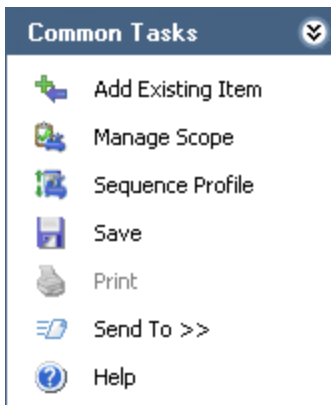 Common Tasks
Add Existing Item
Manage Scope
Sequence Profile
Save
Print
Send To >>
Help